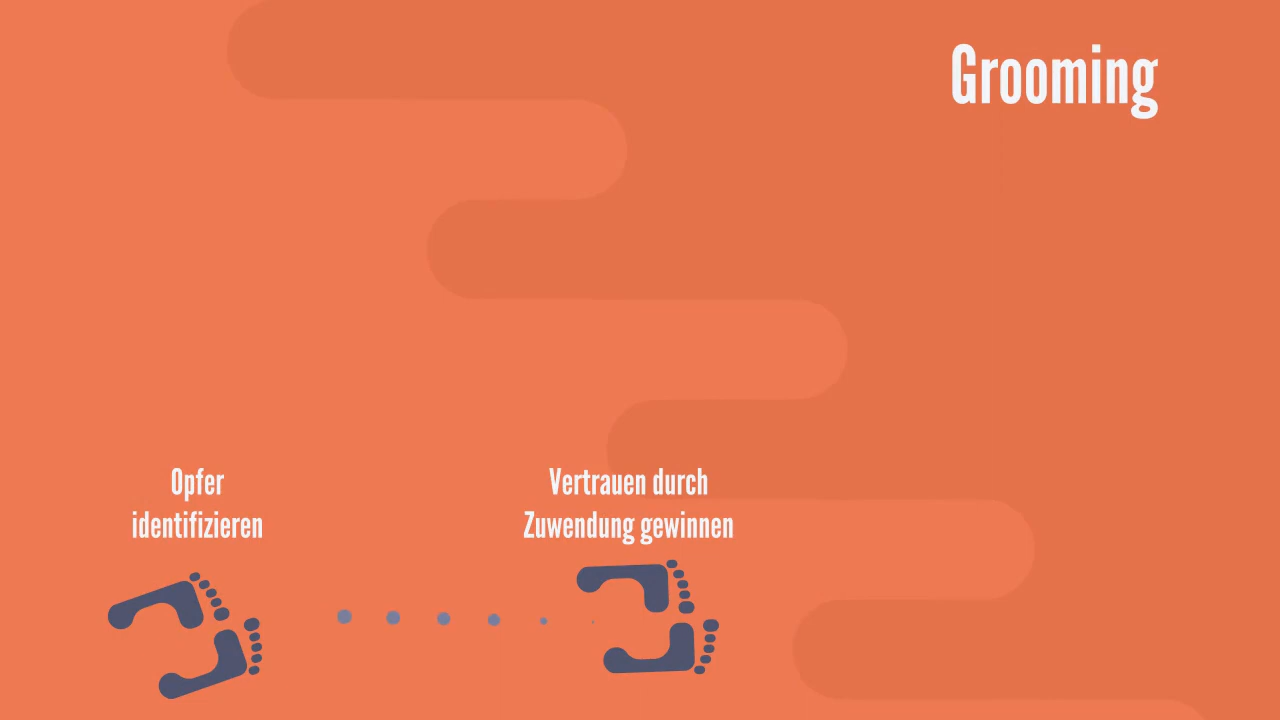 Grooming
Opfer
identifizieren
Vertrauen durch
Zuwendung gewinnen